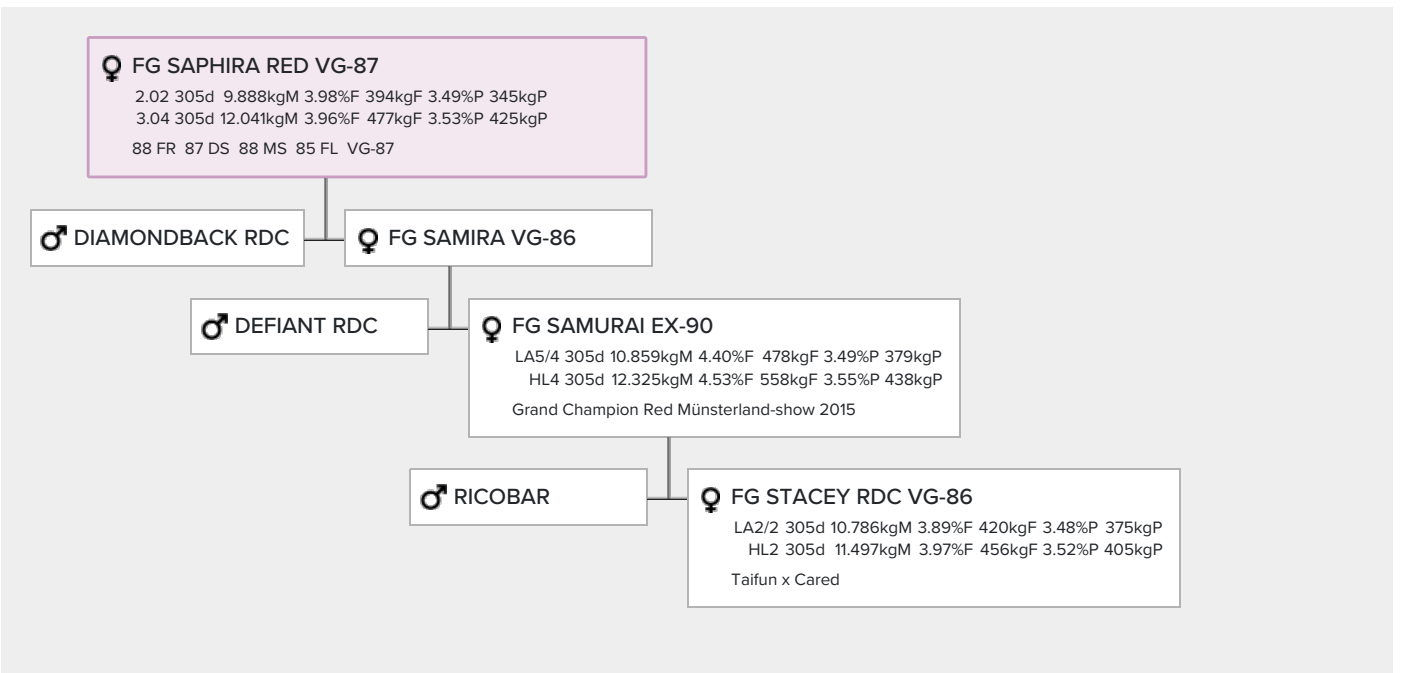 FG SAPHIRA RED VG-87
2.02 305d 9.888kgM 3.98%F 394kgF 3.49%P 345kgP
3.04 305d 12.041kgM 3.96%F 477kgF 3.53%P 425kgP
88 FR 87 DS 88 MS 85 FL VG-87
DIAMONDBACK RDC
FG SAMIRA VG-86
DEFIANT RDC
FG SAMURAI EX-90
LA5/4 305d 10.859kgM 4.40%F 478kgF 3.49%P 379kgP
HL4 305d 12.325kgM 4.53%F 558kgF 3.55%P 438kgP
Grand Champion Red Münsterland-show 2015
RICOBAR
FG STACEY RDC VG-86
LA2/2 305d 10.786kgM 3.89%F 420kgF 3.48%P 375kgP
HL2 305d 11.497kgM 3.97%F 456kgF 3.52%P 405kgP
Taifun x Cared